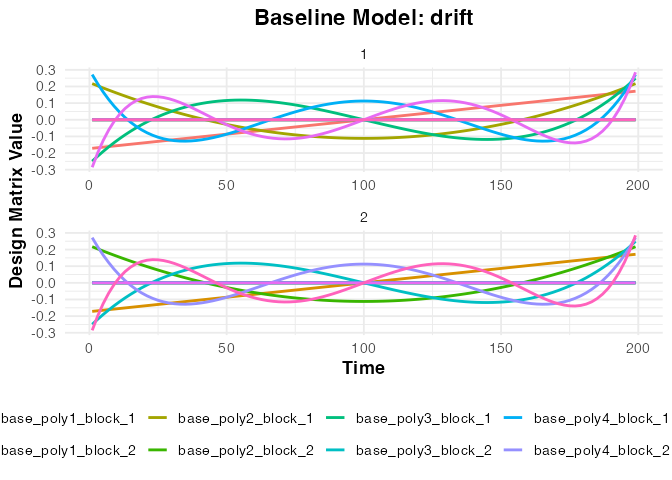 Baseline Model: drift
1
0.3
0.2
0.1
0.0
-0.1
-0.2
-0.3
0 50 100 150 200
2
0.3
0.2
0.1
0.0
-0.1
-0.2
-0.3
0 50 100 150 200
Design Matrix Value
Time
base_poly1_block_1 base_poly2_block_1 base_poly3_block_1 base_poly4_block_1
base_poly1_block_2 base_poly2_block_2 base_poly3_block_2 base_poly4_block_2